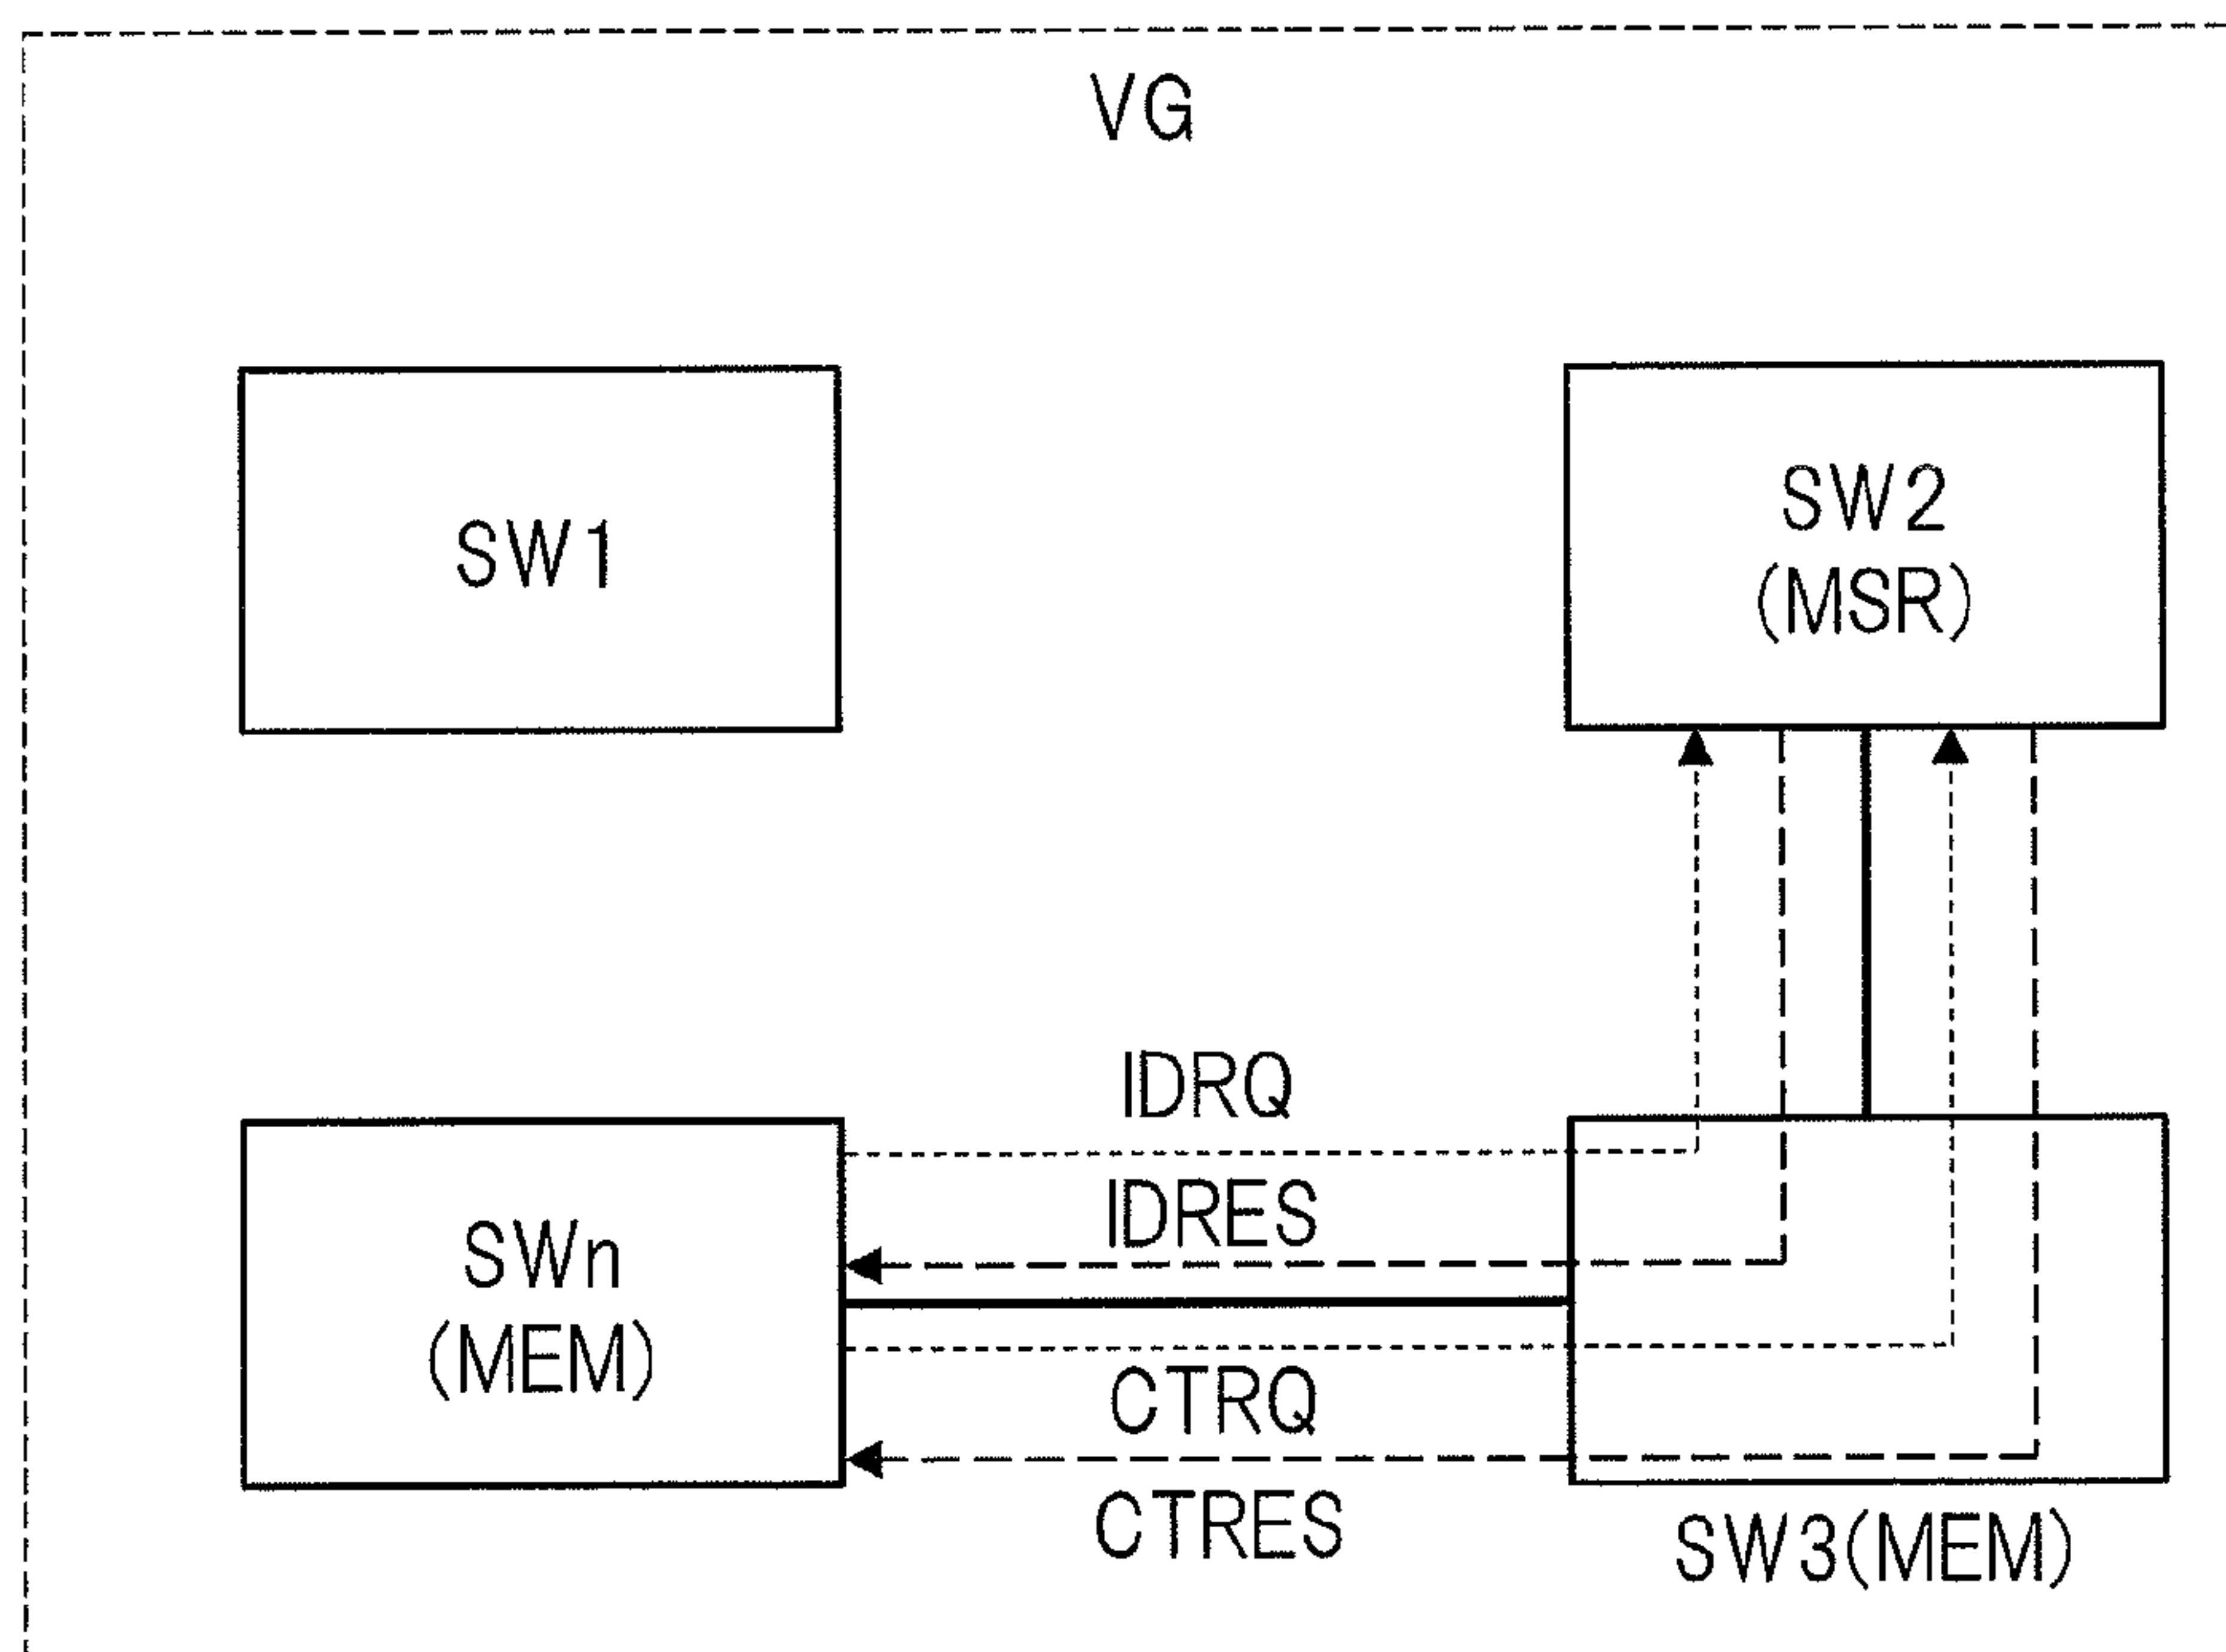 VG
SW1
SW2
(MSR)
IDRQ
IDRES
SWn
(MEM)
CTRQ
CTRES
SW3(MEM)